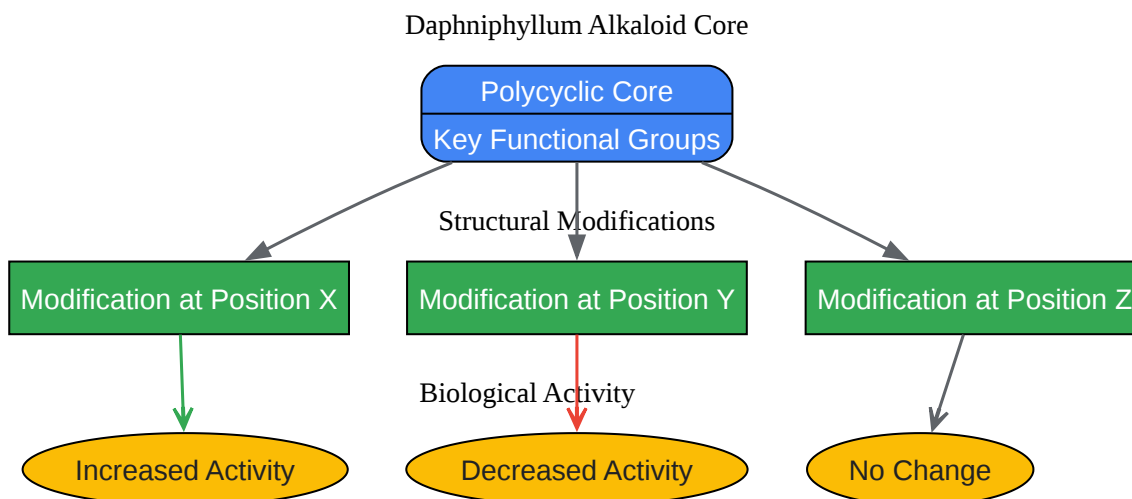 Daphniphyllum Alkaloid Core
Polycyclic Core
Key Functional Groups
Structural Modifications
Modification at Position X
Modification at Position Y
Modification at Position Z
Biological Activity
Increased Activity
Decreased Activity
No Change